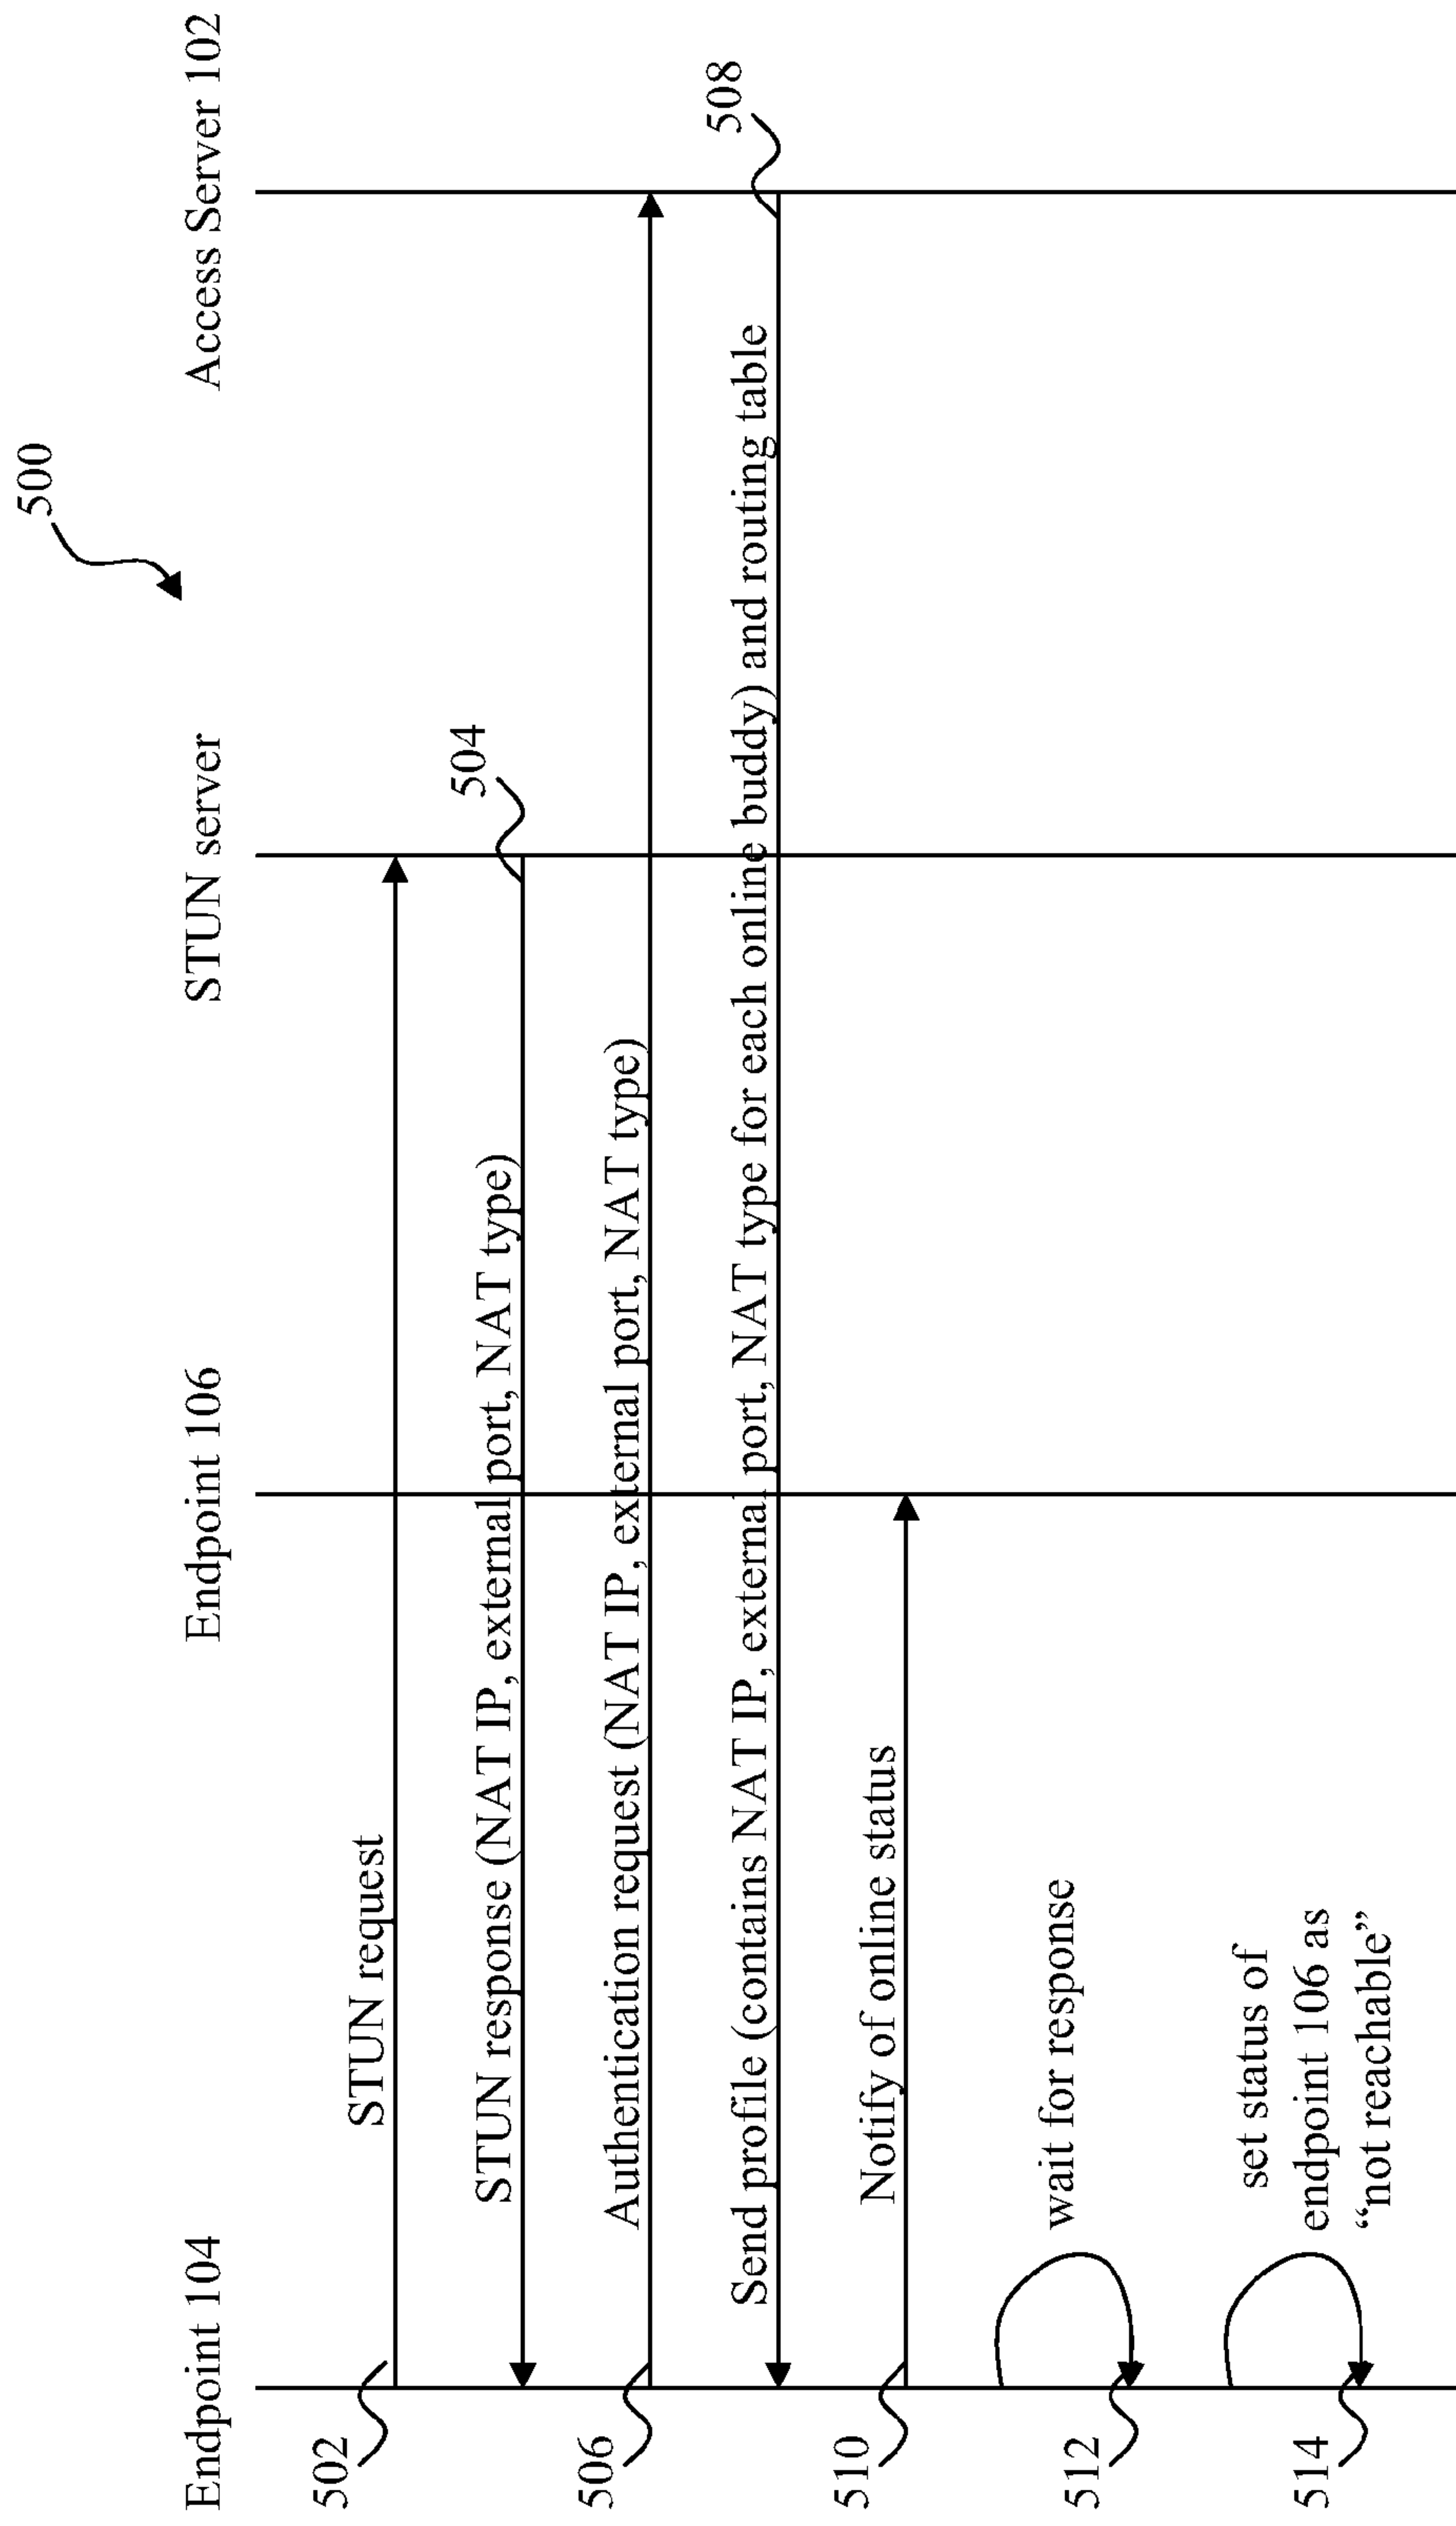 500
Endpoint 104
Endpoint 106
STUN server
Access Server 102
502
STUN request
504
STUN response (NAT IP, external port, NAT type)
506
Authentication request (NAT IP, external port, NAT type)
508
Send profile (contains NAT IP, external port, NAT type for each online buddy) and routing table
510
Notify of online status
512
wait for response
514
set status of
endpoint 106 as
“not reachable”